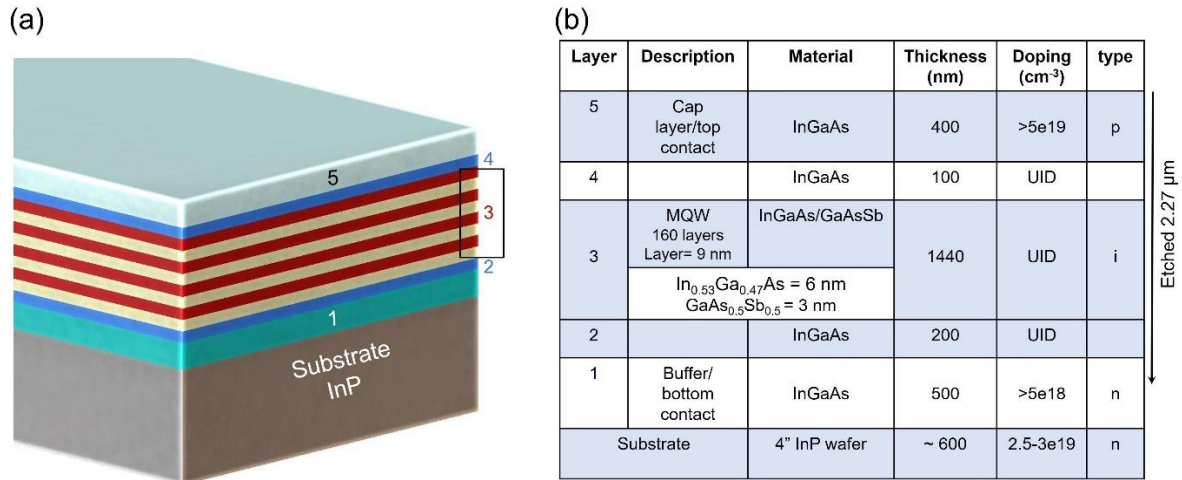 (a)
4
5
3
2
1
Substrate
InP
(b)
Layer Description Material Thickness (nm) Doping (cm⁻³) type
5 Cap layer/top contact InGaAs 400 >5e19 p
4 InGaAs 100 UID
3 MQW 160 layers Layer= 9 nm InGaAs/GaAsSb 1440 UID i
In₀.₅₃Ga₀.₄₇As = 6 nm
GaAs₀.₅Sb₀.₅ = 3 nm
2 InGaAs 200 UID
1 Buffer/ bottom contact InGaAs 500 >5e18 n
Substrate 4” InP wafer ~ 600 2.5-3e19 n
Etched 2.27 µm